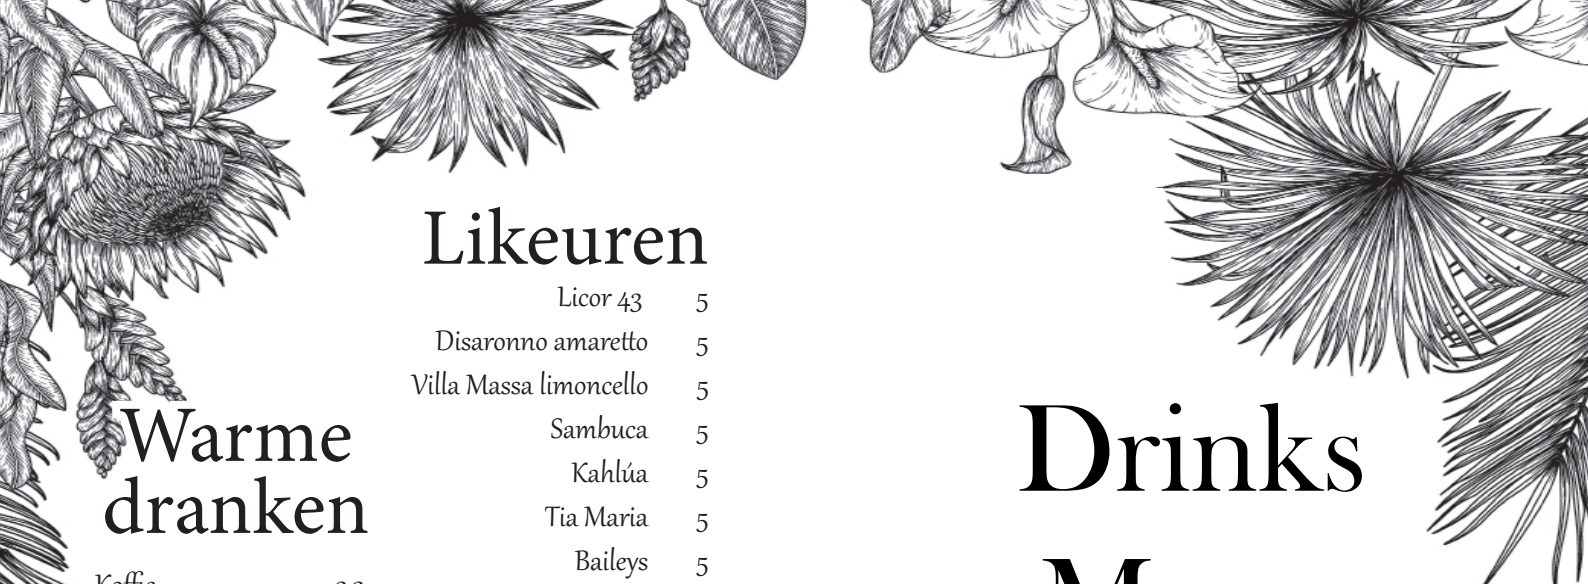 Likeuren
Licor 43 5
Disaronno amaretto 5
Villa Massa limoncello 5
Sambuca 5
Kahlúa 5
Tia Maria 5
Baileys 5
Warme
dranken
Koffie
Drinks